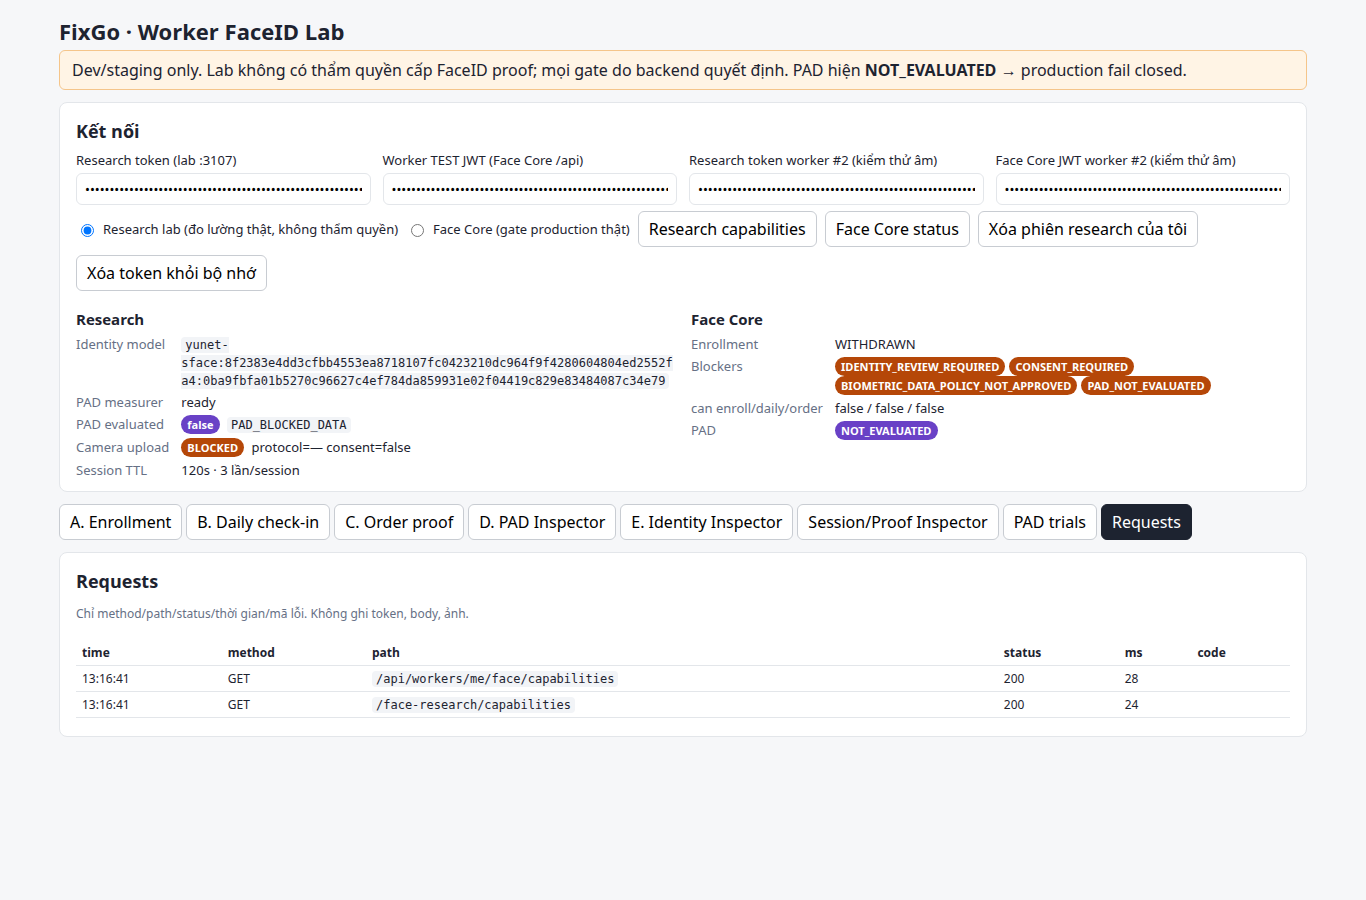 FixGo · Worker FaceID Lab
Dev/staging only. Lab không có thẩm quyền cấp FaceID proof; mọi gate do backend quyết định. PAD hiện NOT_EVALUATED → production fail closed.
Kết nối
Research token (lab :3107)
Worker TEST JWT (Face Core /api)
Research token worker #2 (kiểm thử âm)
Face Core JWT worker #2 (kiểm thử âm)
Research lab (đo lường thật, không thẩm quyền)
Face Core (gate production thật)
Research capabilities
Face Core status
Xóa phiên research của tôi
Xóa token khỏi bộ nhớ
Research
Identity model
yunet-
sface:8f2383e4dd3cfbb4553ea8718107fc0423210dc964f9f4280604804ed2552f
a4:0ba9fbfa01b5270c96627c4ef784da859931e02f04419c829e83484087c34e79
PAD measurer ready
PAD evaluated false PAD_BLOCKED_DATA
Camera upload BLOCKED protocol=— consent=false
Session TTL 120s · 3 lần/session
Face Core
Enrollment WITHDRAWN
Blockers IDENTITY_REVIEW_REQUIRED CONSENT_REQUIRED
BIOMETRIC_DATA_POLICY_NOT_APPROVED PAD_NOT_EVALUATED
can enroll/daily/order false / false / false
PAD NOT_EVALUATED
A. Enrollment
B. Daily check-in
C. Order proof
D. PAD Inspector
E. Identity Inspector
Session/Proof Inspector
PAD trials
Requests
Requests
Chỉ method/path/status/thời gian/mã lỗi. Không ghi token, body, ảnh.
time method path status ms code
13:16:41 GET /api/workers/me/face/capabilities 200 28
13:16:41 GET /face-research/capabilities 200 24